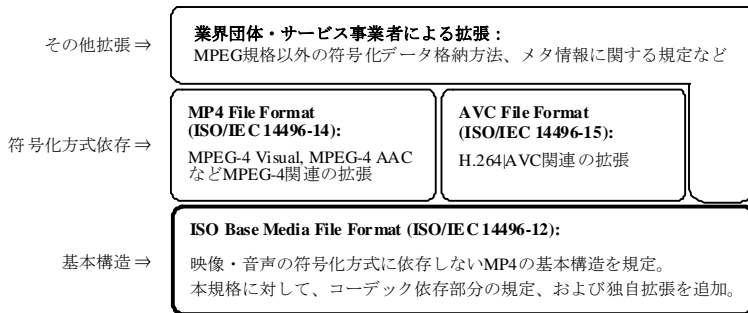 その他拡張⇒
業界団体・サービス事業者による拡張：
MPEG規格以外の符号化データ格納方法、メタ情報に関する規定など
符号化方式依存⇒
MP4 File Format
(ISO/IEC 14496-14):
MPEG-4 Visual, MPEG-4 AAC
などMPEG-4関連の拡張
AVC File Format
(ISO/IEC 14496-15):
H.264|AVC関連の拡張
基本構造⇒
ISO Base Media File Format (ISO/IEC 14496-12):
映像・音声の符号化方式に依存しないMP4の基本構造を規定。
本規格に対して、コーデック依存部分の規定、および独自拡張を追加。